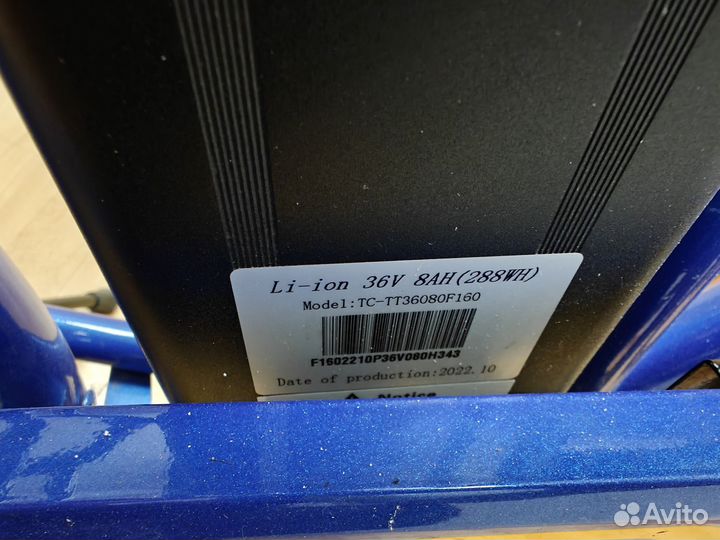 Li-ion 36V 8AH(288WH)
Model:TC-TT36080F160
F1602210P36V080H343
Date of production:2022.10
Notice
Avito